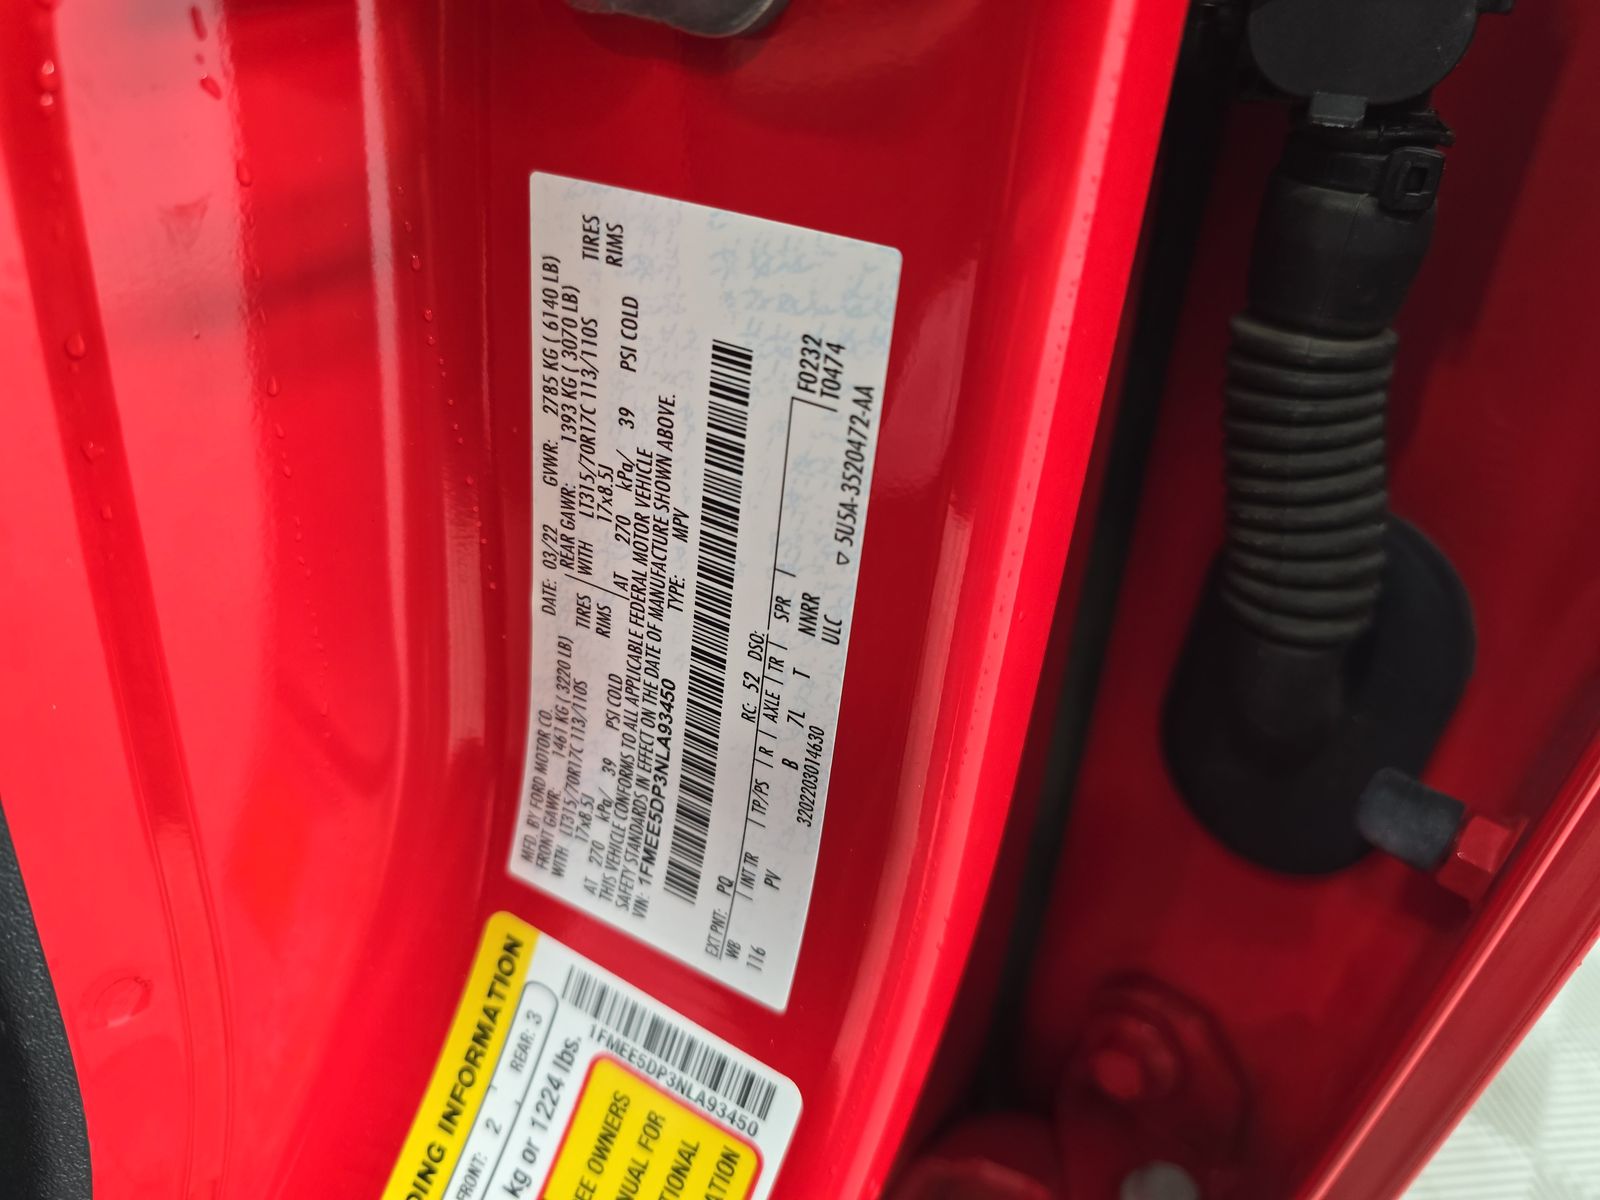 MFD. BY FORD MOTOR CO. DATE: 03/22 GVWR: 2785 KG ( 6140 LB)
FRONT GAWR: 1461 KG ( 3220 LB) REAR GAWR: 1393 KG ( 3070 LB)
WITH LT315/70R17C 113/110S TIRES WITH LT315/70R17C 113/110S TIRES
17x8.5J RIMS 17x8.5J RIMS
AT 270 kPa/ 39 PSI COLD AT 270 kPa/ 39 PSI COLD
THIS VEHICLE CONFORMS TO ALL APPLICABLE FEDERAL MOTOR VEHICLE
SAFETY STANDARDS IN EFFECT ON THE DATE OF MANUFACTURE SHOWN ABOVE.
VIN: 1FMEE5DP3NLA93450 TYPE: MPV
EXT PNT: PQ RC: 52 DSO: F0232
WB INT TR TP/PS R AXLE TR SPR T0474
116 PV B 7L T NNRR
320220301463​0 ULC ▽ 5U5A-3520472-AA
DING INFORMATION
FRONT: 2 REAR: 3
kg or 1224 lbs.
1FMEE5DP3NLA93450
EE OWNERS
NUAL FOR
TIONAL
ATION